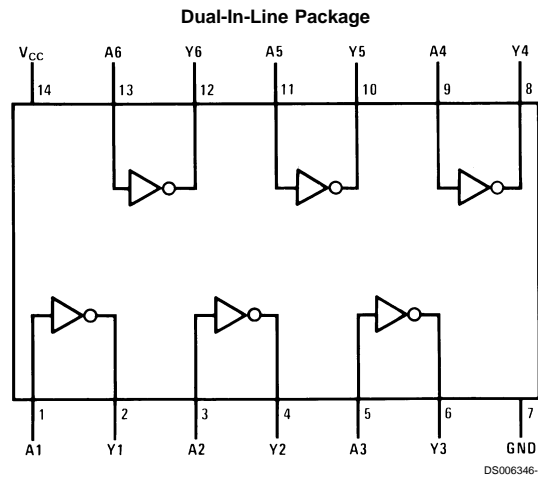 Dual-In-Line Package
VCC A6 Y6 A5 Y5 A4 Y4
14 13 12 11 10 9 8
1 2 3 4 5 6 7
A1 Y1 A2 Y2 A3 Y3 GND
DS006346-